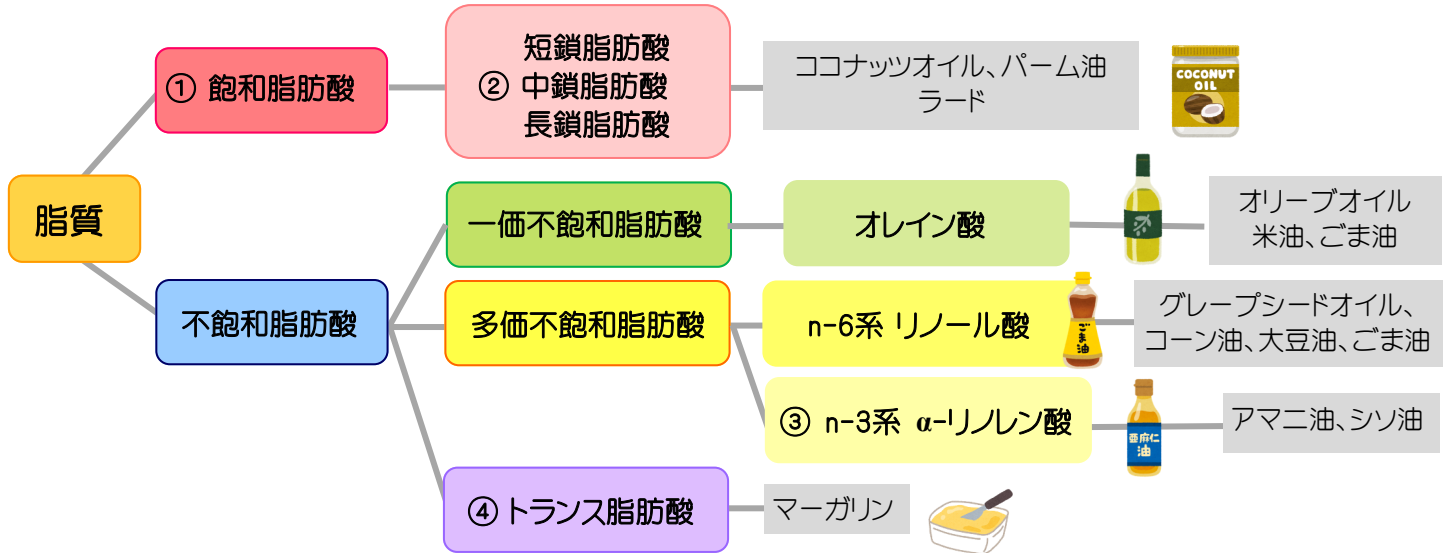 脂質
① 飽和脂肪酸
短鎖脂肪酸
② 中鎖脂肪酸
長鎖脂肪酸
ココナッツオイル、パーム油
ラード
COCONUT
OIL
不飽和脂肪酸
一価不飽和脂肪酸
オレイン酸
オリーブオイル
米油、ごま油
多価不飽和脂肪酸
n-6系 リノール酸
ごま油
グレープシードオイル、
コーン油、大豆油、ごま油
③ n-3系 α-リノレン酸
亜麻仁
油
アマニ油、シソ油
④ トランス脂肪酸
マーガリン